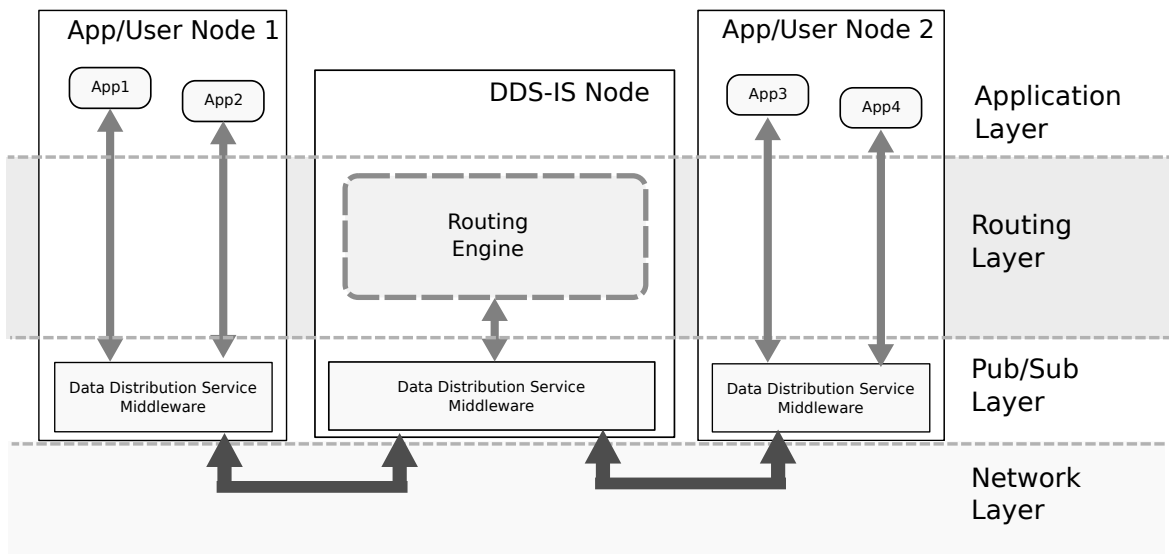 App/User Node 1
App1
App2
Data Distribution Service
Middleware
DDS-IS Node
Routing
Engine
Data Distribution Service
Middleware
App/User Node 2
App3
App4
Data Distribution Service
Middleware
Application
Layer
Routing
Layer
Pub/Sub
Layer
Network
Layer